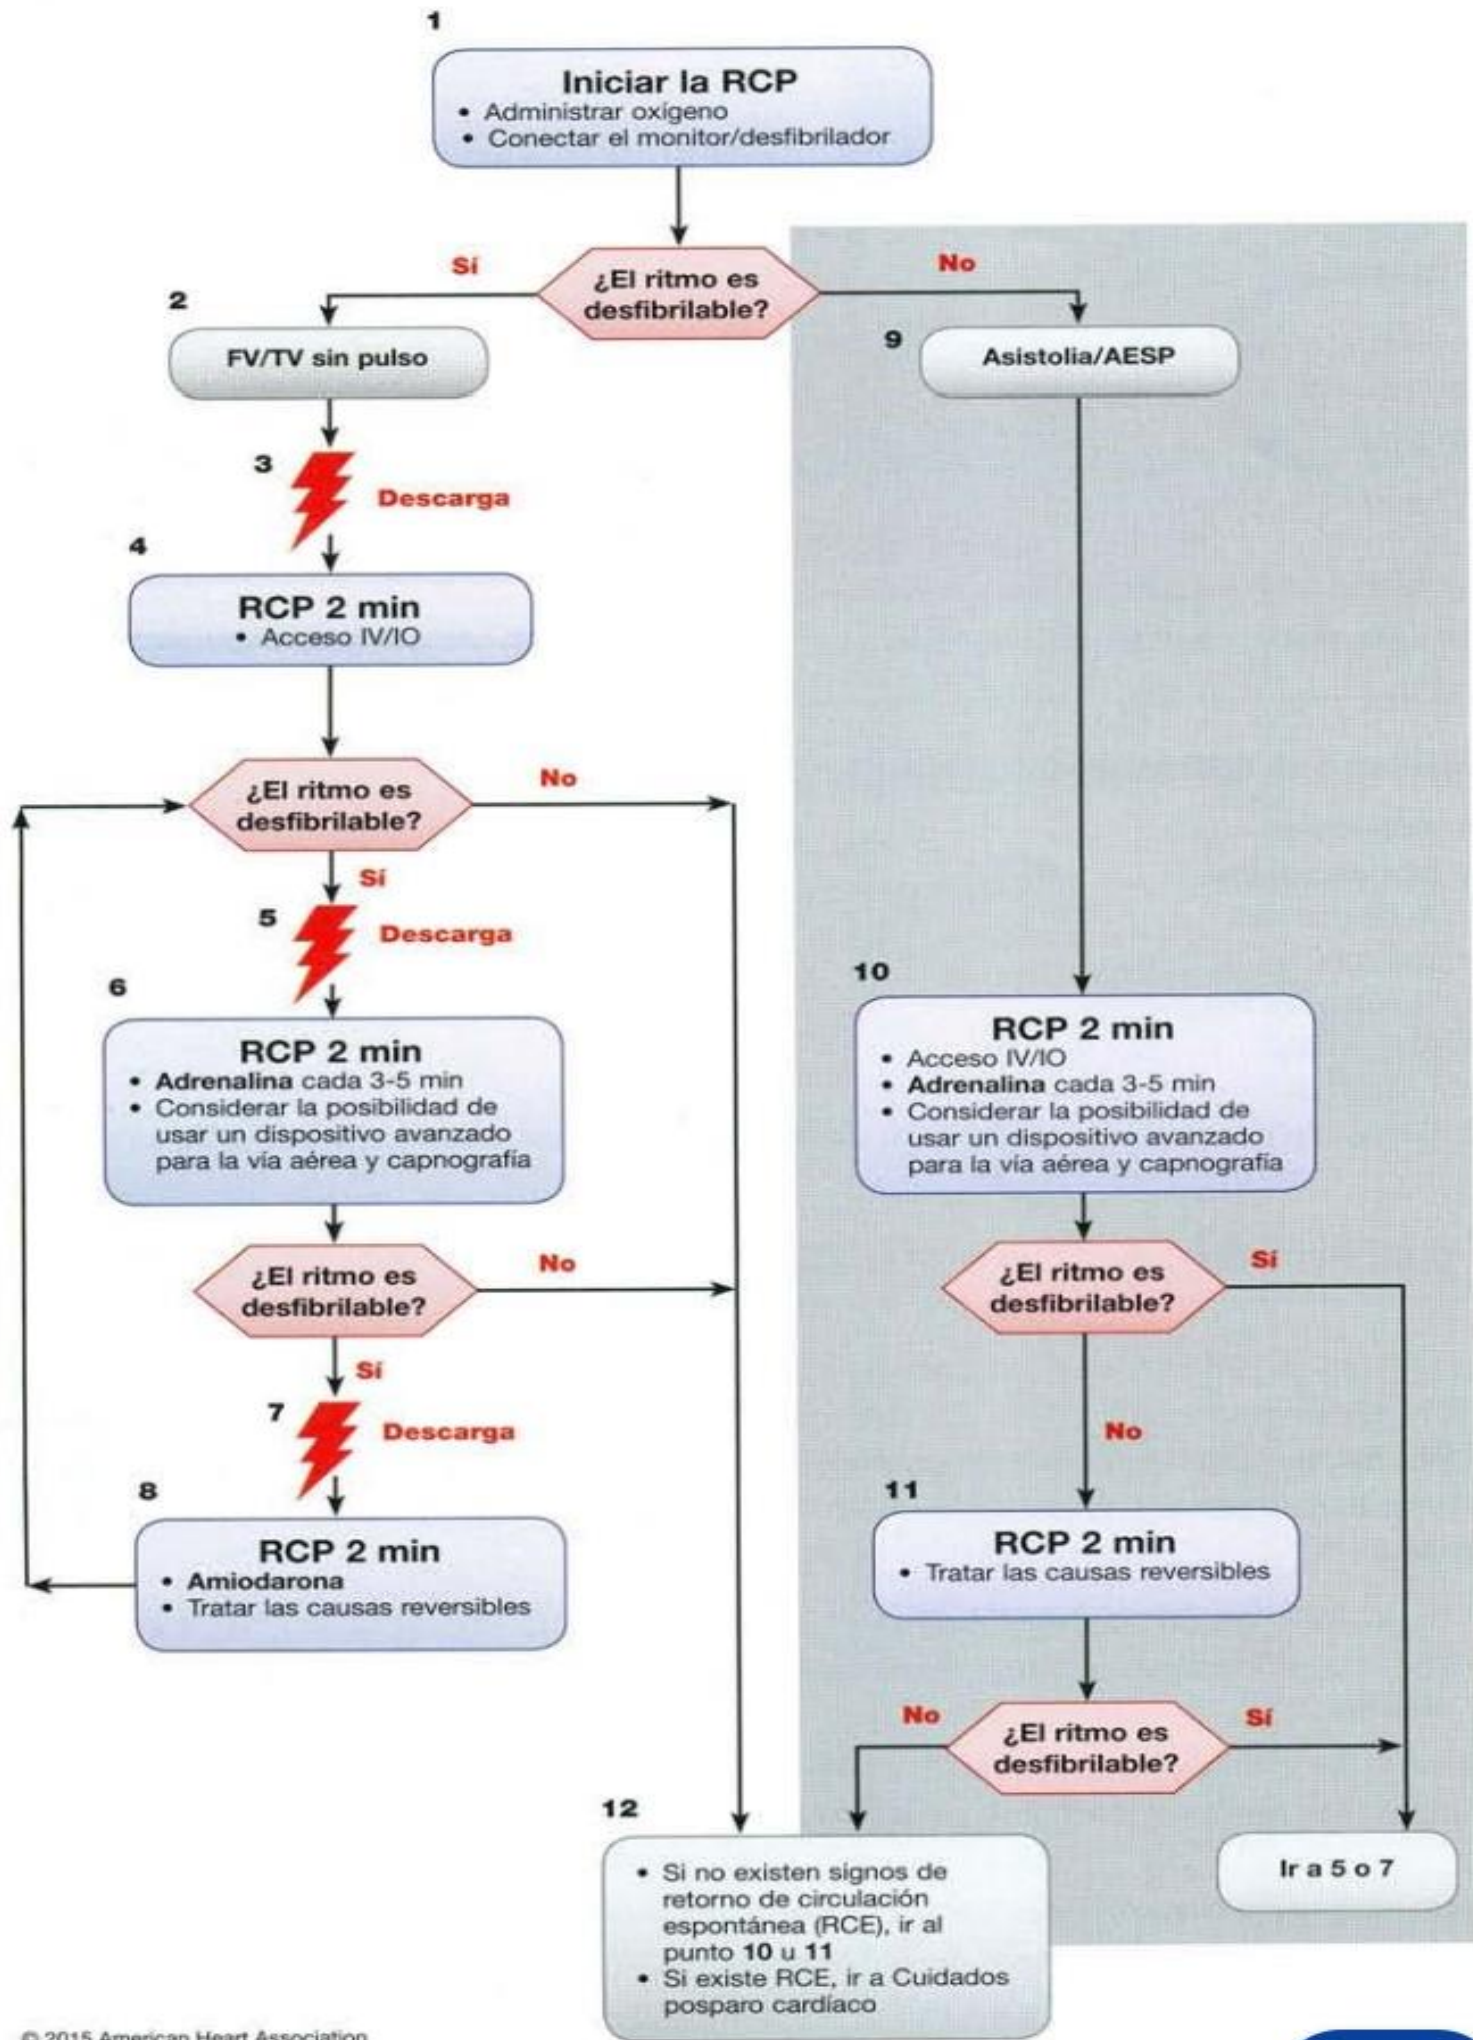 1
Iniciar la RCP
• Administrar oxígeno
• Conectar el monitor/desfibrilador
¿El ritmo es
desfibrilable?
Sí
No
2
FV/TV sin pulso
9
Asistolia/AESP
3
Descarga
4
RCP 2 min
• Acceso IV/IO
¿El ritmo es
desfibrilable?
No
Sí
5
Descarga
6
RCP 2 min
• Adrenalina cada 3-5 min
• Considerar la posibilidad de
usar un dispositivo avanzado
para la vía aérea y capnografía
10
RCP 2 min
• Acceso IV/IO
• Adrenalina cada 3-5 min
• Considerar la posibilidad de
usar un dispositivo avanzado
para la vía aérea y capnografía
¿El ritmo es
desfibrilable?
No
Sí
¿El ritmo es
desfibrilable?
Sí
No
7
Descarga
8
RCP 2 min
• Amiodarona
• Tratar las causas reversibles
11
RCP 2 min
• Tratar las causas reversibles
¿El ritmo es
desfibrilable?
No
Sí
12
• Si no existen signos de
retorno de circulación
espontánea (RCE), ir al
punto 10 u 11
• Si existe RCE, ir a Cuidados
posparo cardíaco
Ir a 5 o 7
© 2015 American Heart Association